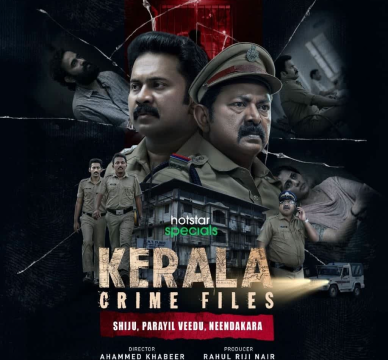 hotstar
specials
KERALA
CRIME FILES
SHIJU, PARAYIL VEEDU, NEENDAKARA
DIRECTOR
AHAMMED KHABEER
PRODUCER
RAHUL RIJI NAIR